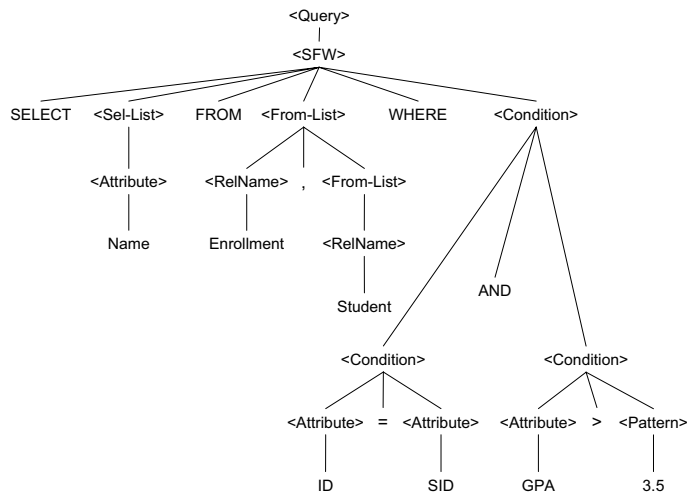 <Query>
<SFW>
SELECT <Sel-List> FROM <From-List> WHERE <Condition>
<Attribute> <RelName> , <From-List>
Name Enrollment <RelName>
AND
Student
<Condition> <Condition>
<Attribute> = <Attribute> <Attribute> > <Pattern>
ID SID GPA 3.5